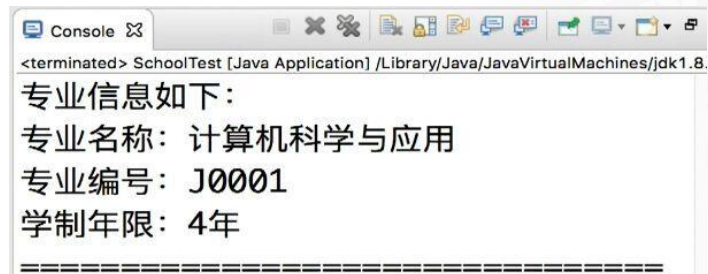 Console
<terminated> SchoolTest [Java Application] /Library/Java/JavaVirtualMachines/jdk1.8.
专业信息如下:
专业名称：计算机科学与应用
专业编号：J0001
学制年限：4年
================================